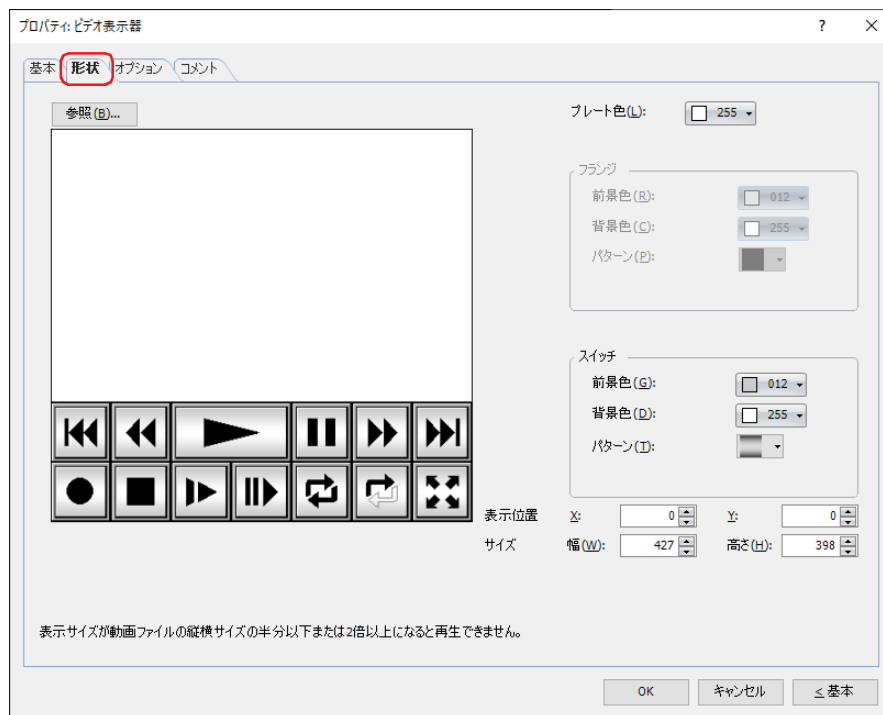 プロパティ: ビデオ表示器
?
×
基本 形状 オプション コメント
参照(B)...
プレート色(L): 255
フランジ
前景色(R): 012
背景色(C): 255
パターン(P):
スイッチ
前景色(G): 012
背景色(D): 255
パターン(T):
表示位置 X: 0 Y: 0
サイズ 幅(W): 427 高さ(H): 398
表示サイズが動画ファイルの縦横サイズの半分以下または2倍以上になると再生できません。
OK キャンセル < 基本